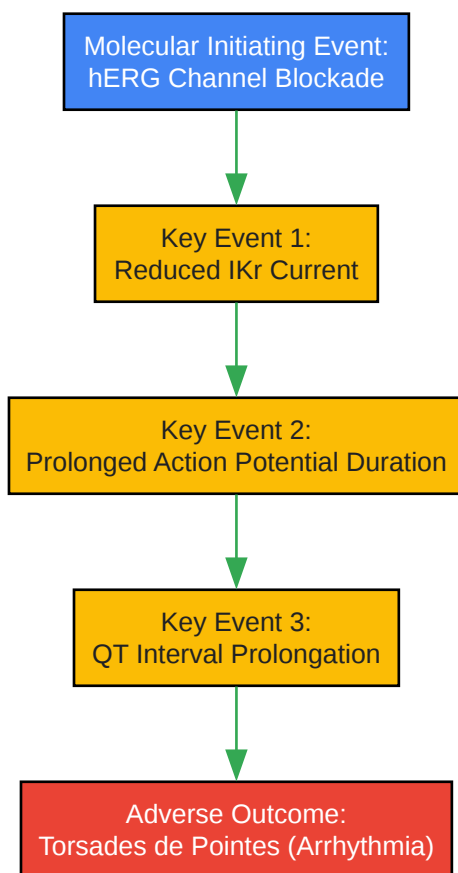 Molecular Initiating Event:
hERG Channel Blockade
Key Event 1:
Reduced IKr Current
Key Event 2:
Prolonged Action Potential Duration
Key Event 3:
QT Interval Prolongation
Adverse Outcome:
Torsades de Pointes (Arrhythmia)